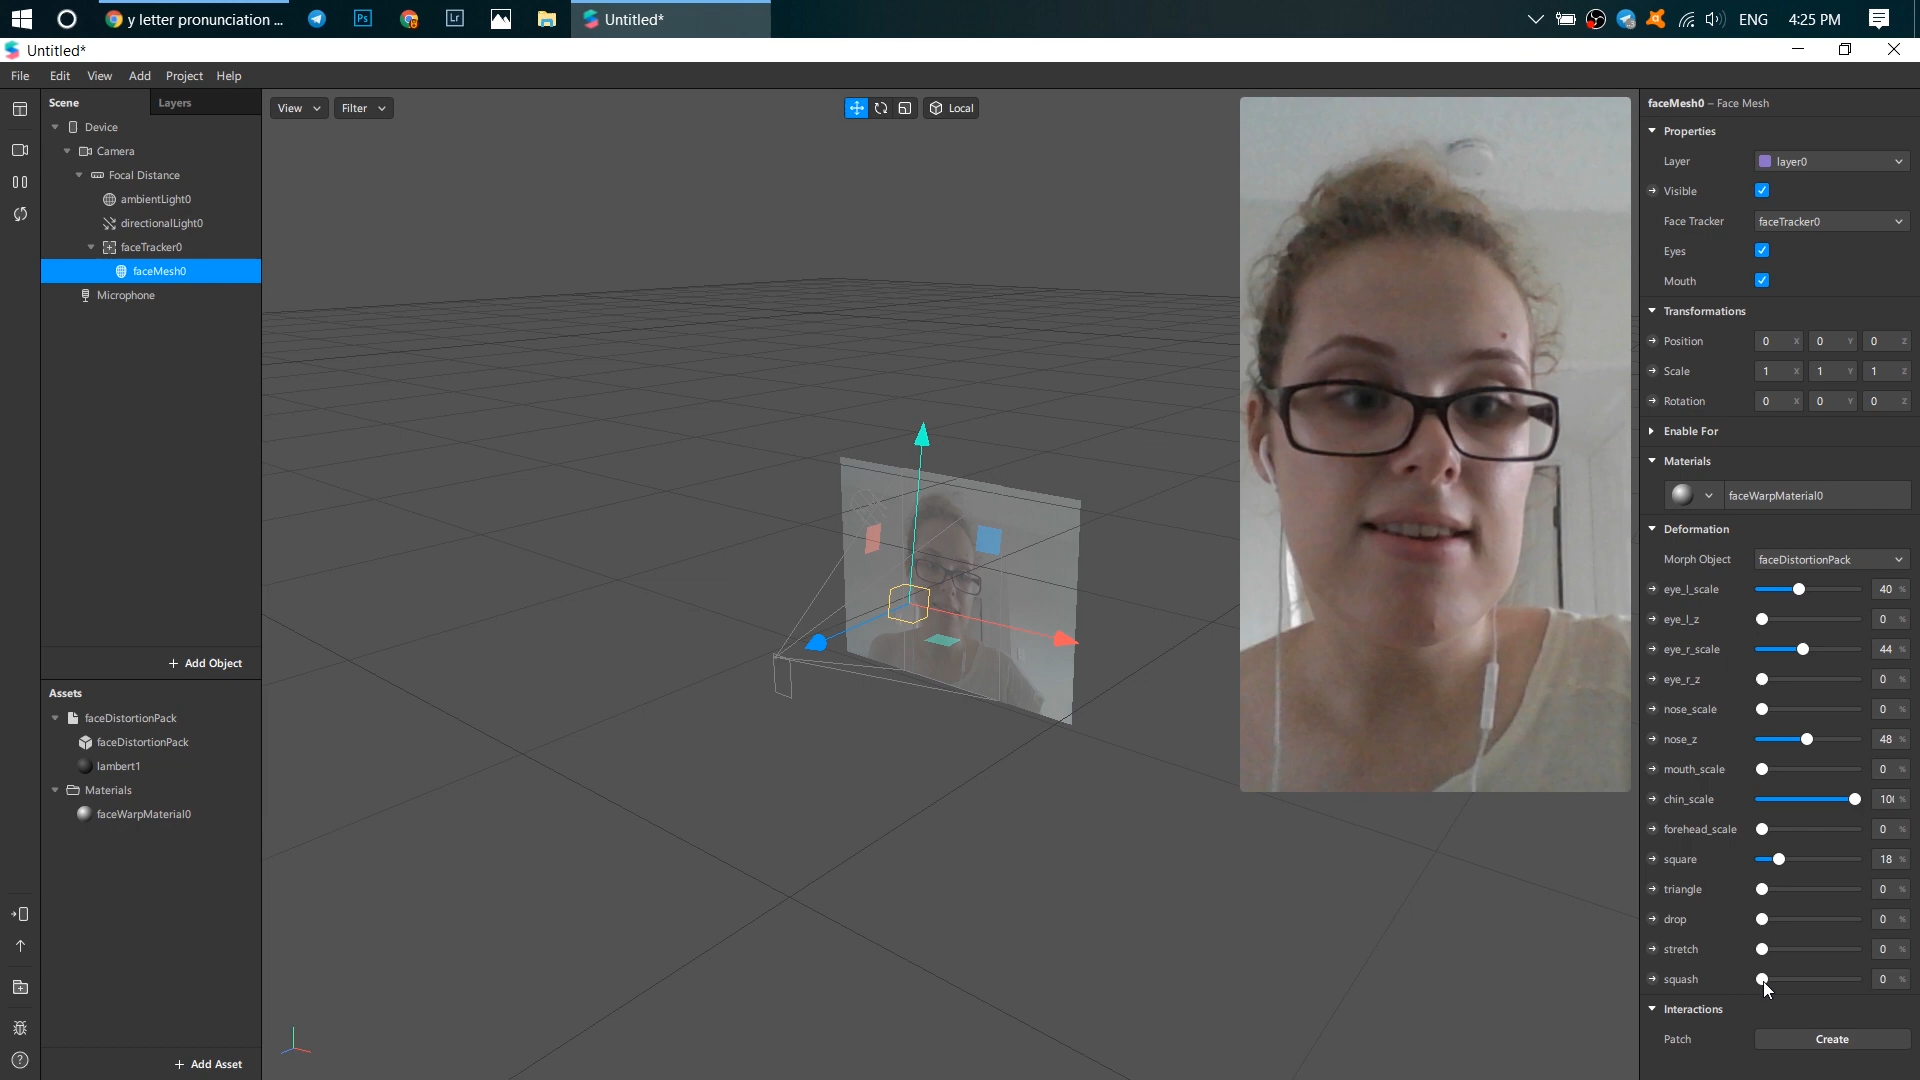 y letter pronunciation ...
Ps
Lr
Untitled*
ENG
4:25 PM
Untitled*
File Edit View Add Project Help
Scene
Layers
Device
Camera
Focal Distance
ambientLight0
directionalLight0
faceTracker0
faceMesh0
Microphone
+ Add Object
Assets
faceDistortionPack
faceDistortionPack
lambert1
Materials
faceWarpMaterial0
+ Add Asset
View
Filter
Local
faceMesh0 – Face Mesh
Properties
Layer layer0
Visible
Face Tracker faceTracker0
Eyes
Mouth
Transformations
Position 0 X 0 Y 0 Z
Scale 1 X 1 Y 1 Z
Rotation 0 X 0 Y 0 Z
Enable For
Materials
faceWarpMaterial0
Deformation
Morph Object faceDistortionPack
eye_l_scale 40 %
eye_l_z 0 %
eye_r_scale 44 %
eye_r_z 0 %
nose_scale 0 %
nose_z 48 %
mouth_scale 0 %
chin_scale 10 %
forehead_scale 0 %
square 18 %
triangle 0 %
drop 0 %
stretch 0 %
squash 0 %
Interactions
Patch Create